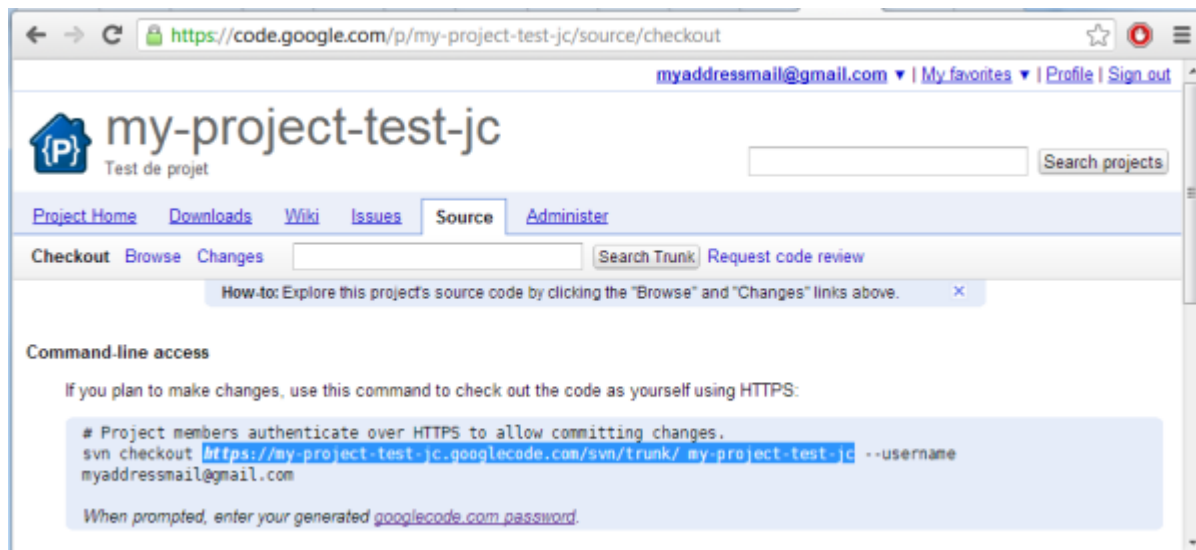 https://code.google.com/p/my-project-test-jc/source/checkout
myaddressmail@gmail.com ▼ | My favorites ▼ | Profile | Sign out
{P}
my-project-test-jc
Test de projet
Search projects
Project Home Downloads Wiki Issues Source Administer
Checkout Browse Changes Search Trunk Request code review
How-to: Explore this project's source code by clicking the "Browse" and "Changes" links above. ×
Command-line access
If you plan to make changes, use this command to check out the code as yourself using HTTPS:
# Project members authenticate over HTTPS to allow committing changes.
svn checkout https://my-project-test-jc.googlecode.com/svn/trunk/ my-project-test-jc --username
myaddressmail@gmail.com
When prompted, enter your generated googlecode.com password.